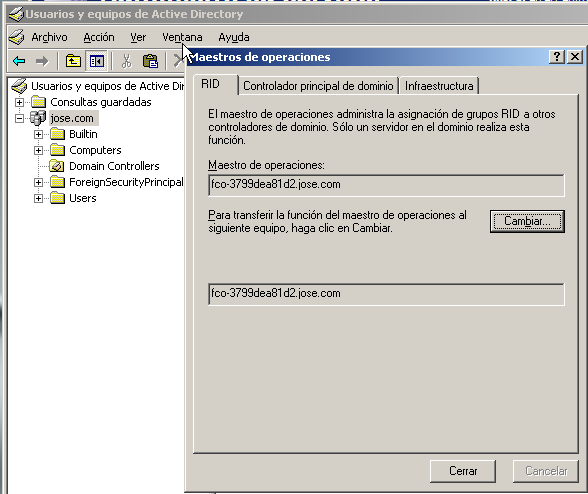 Usuarios y equipos de Active Directory
Archivo Acción Ver Ventana Ayuda
Usuarios y equipos de Active Dir
Consultas guardadas
jose.com
Builtin
Computers
Domain Controllers
ForeignSecurityPrincipal
Users
Maestros de operaciones
RID Controlador principal de dominio Infraestructura
El maestro de operaciones administra la asignación de grupos RID a otros
controladores de dominio. Sólo un servidor en el dominio realiza esta
función.
Maestro de operaciones:
fco-3799dea81d2.jose.com
Para transferir la función del maestro de operaciones al
siguiente equipo, haga clic en Cambiar.
Cambiar...
fco-3799dea81d2.jose.com
Cerrar Cancelar